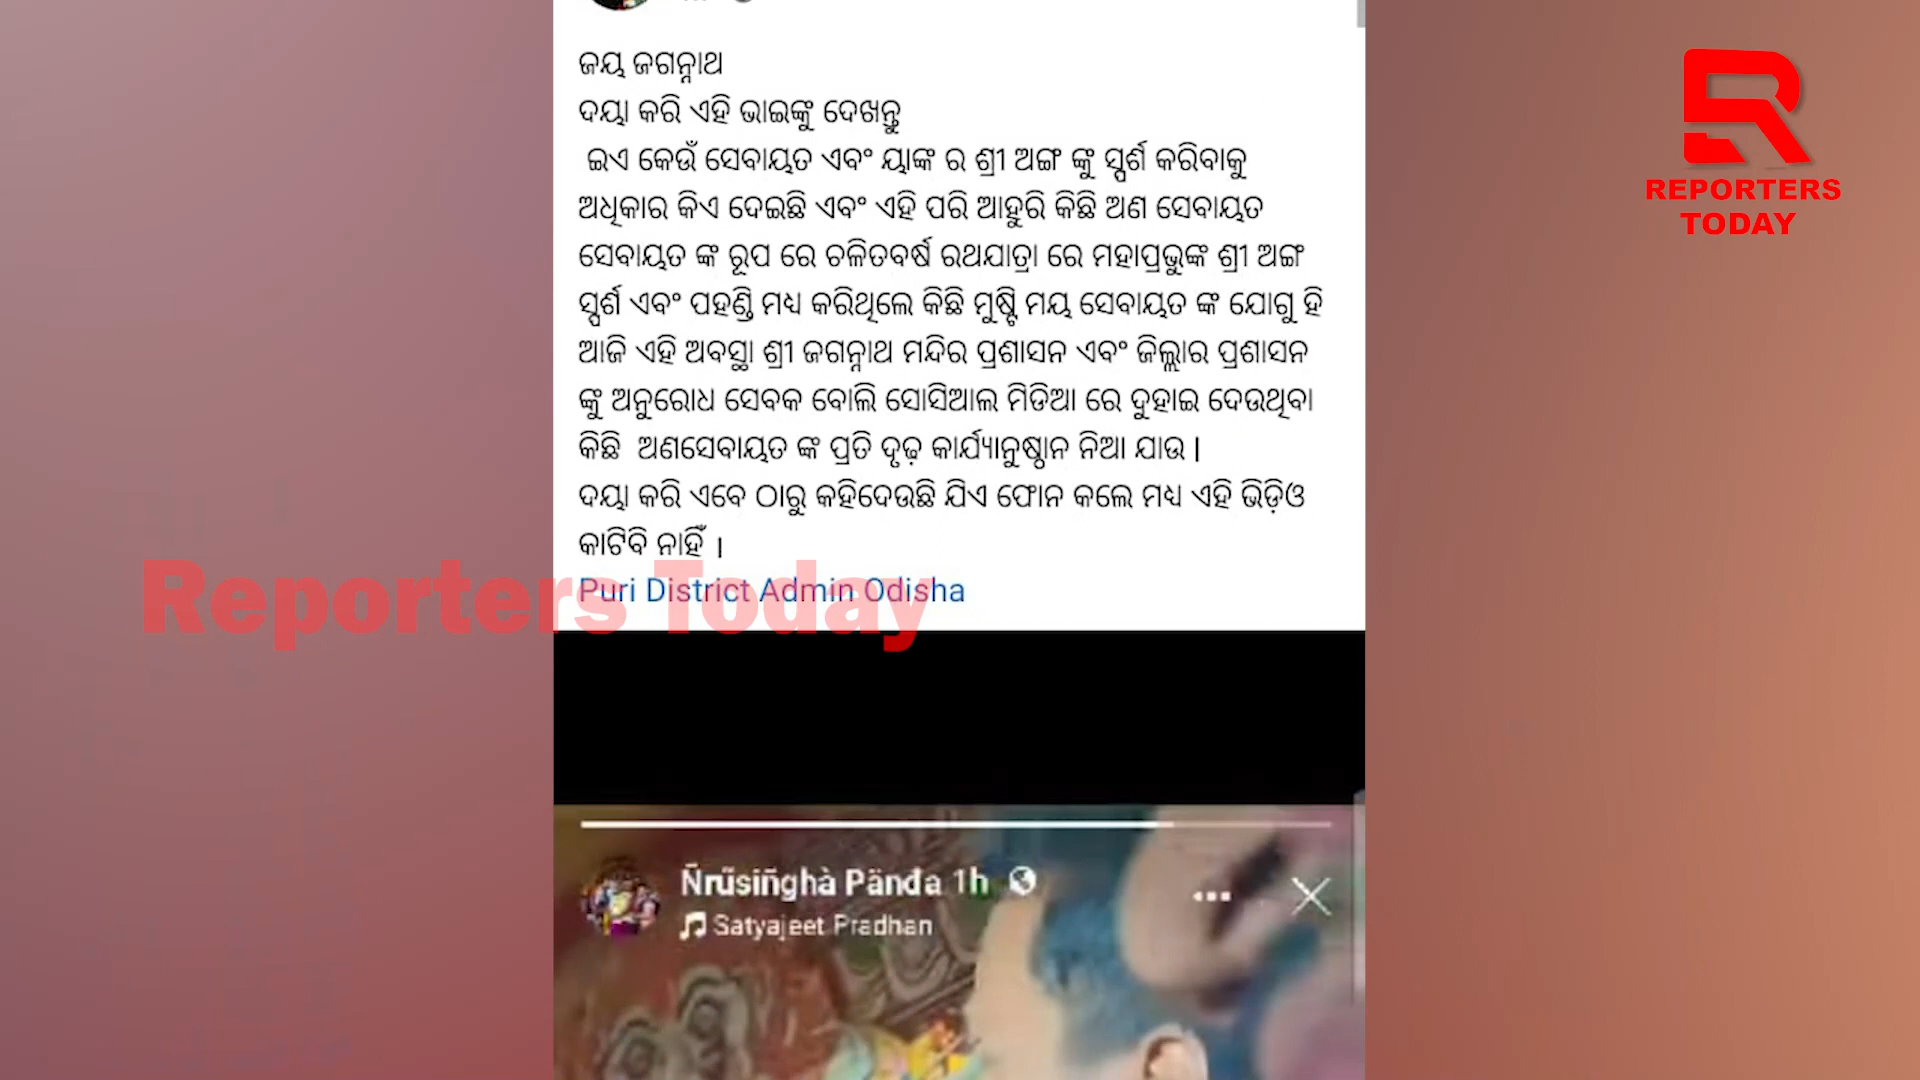 ଜୟ ଜଗନ୍ନାଥ
ଦୟା କରି ଏହି ଭାଇଙ୍କୁ ଦେଖନ୍ତୁ
ଇଏ କେଉଁ ସେବାୟତ ଏବଂ ୟାଙ୍କ ର ଶ୍ରୀ ଅଙ୍ଗ ଙ୍କୁ ସ୍ପର୍ଶ କରିବାକୁ
ଅଧିକାର କିଏ ଦେଇଛି ଏବଂ ଏହି ପରି ଆହୁରି କିଛି ଅଣ ସେବାୟତ
ସେବାୟତ ଙ୍କ ରୂପ ରେ ଚଳିତବର୍ଷ ରଥଯାତ୍ରା ରେ ମହାପ୍ରଭୁଙ୍କ ଶ୍ରୀ ଅଙ୍ଗ
ସ୍ପର୍ଶ ଏବଂ ପହଣ୍ଡି ମଧ୍ୟ କରିଥିଲେ କିଛି ମୁଷ୍ଟି ମୟ ସେବାୟତ ଙ୍କ ଯୋଗୁ ହି
ଆଜି ଏହି ଅବସ୍ଥା ଶ୍ରୀ ଜଗନ୍ନାଥ ମନ୍ଦିର ପ୍ରଶାସନ ଏବଂ ଜିଲ୍ଲାର ପ୍ରଶାସନ
ଙ୍କୁ ଅନୁରୋଧ ସେବକ ବୋଲି ସୋସିଆଲ ମିଡିଆ ରେ ଦୁହାଇ ଦେଉଥିବା
କିଛି ଅଣସେବାୟତ ଙ୍କ ପ୍ରତି ଦୃଢ଼ କାର୍ଯ୍ୟାନୁଷ୍ଠାନ ନିଆ ଯାଉ |
ଦୟା କରି ଏବେ ଠାରୁ କହିଦେଉଛି ଯିଏ ଫୋନ କଲେ ମଧ୍ୟ ଏହି ଭିଡ଼ିଓ
କାଟିବି ନାହିଁ ।
Puri District Admin Odisha
Reporters Today
Ñrũsiñghà Pänđa 1h
Satyajeet Pradhan
REPORTERS
TODAY